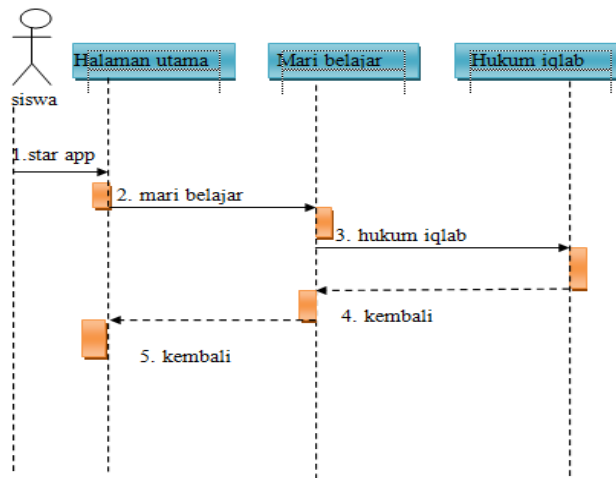 Halaman utama
Mari belajar
Hukum iqlab
siswa
1.star app
2. mari belajar
3. hukum iqlab
4. kembali
5. kembali